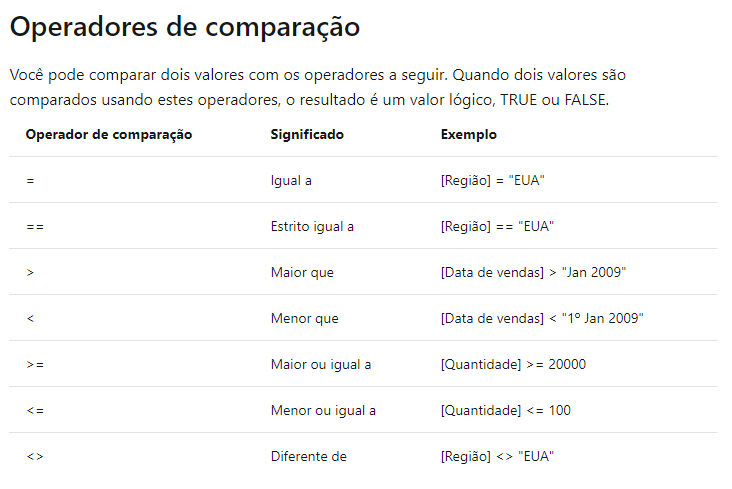 Operadores de comparação
Você pode comparar dois valores com os operadores a seguir. Quando dois valores são
comparados usando estes operadores, o resultado é um valor lógico, TRUE ou FALSE.
Operador de comparação Significado Exemplo
= Igual a [Região] = "EUA"
== Estrito igual a [Região] == "EUA"
> Maior que [Data de vendas] > "Jan 2009"
< Menor que [Data de vendas] < "1º Jan 2009"
>= Maior ou igual a [Quantidade] >= 20000
<= Menor ou igual a [Quantidade] <= 100
<> Diferente de [Região] <> "EUA"